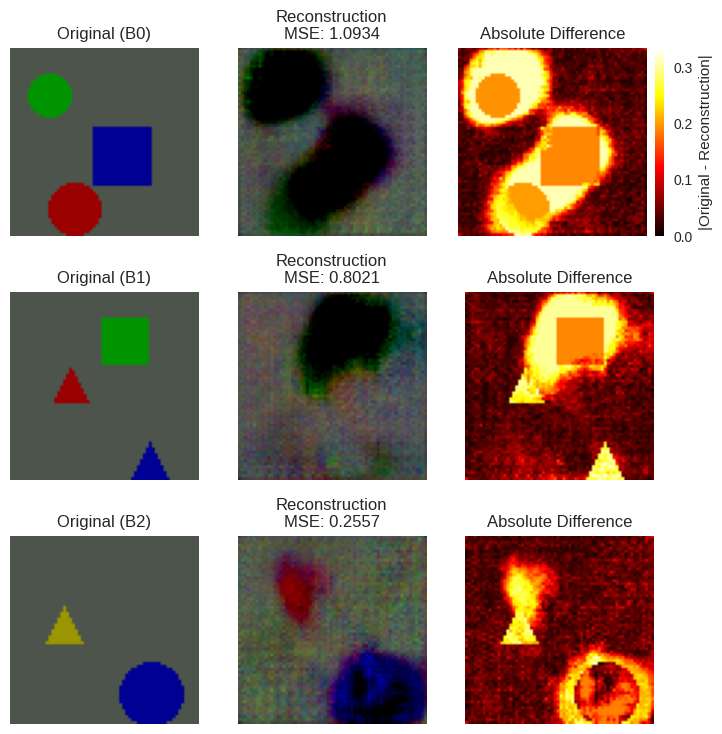 Original (B0)
Reconstruction
MSE: 1.0934
Absolute Difference
0.3
0.2
0.1
0.0
|Original - Reconstruction|
Original (B1)
Reconstruction
MSE: 0.8021
Absolute Difference
Original (B2)
Reconstruction
MSE: 0.2557
Absolute Difference